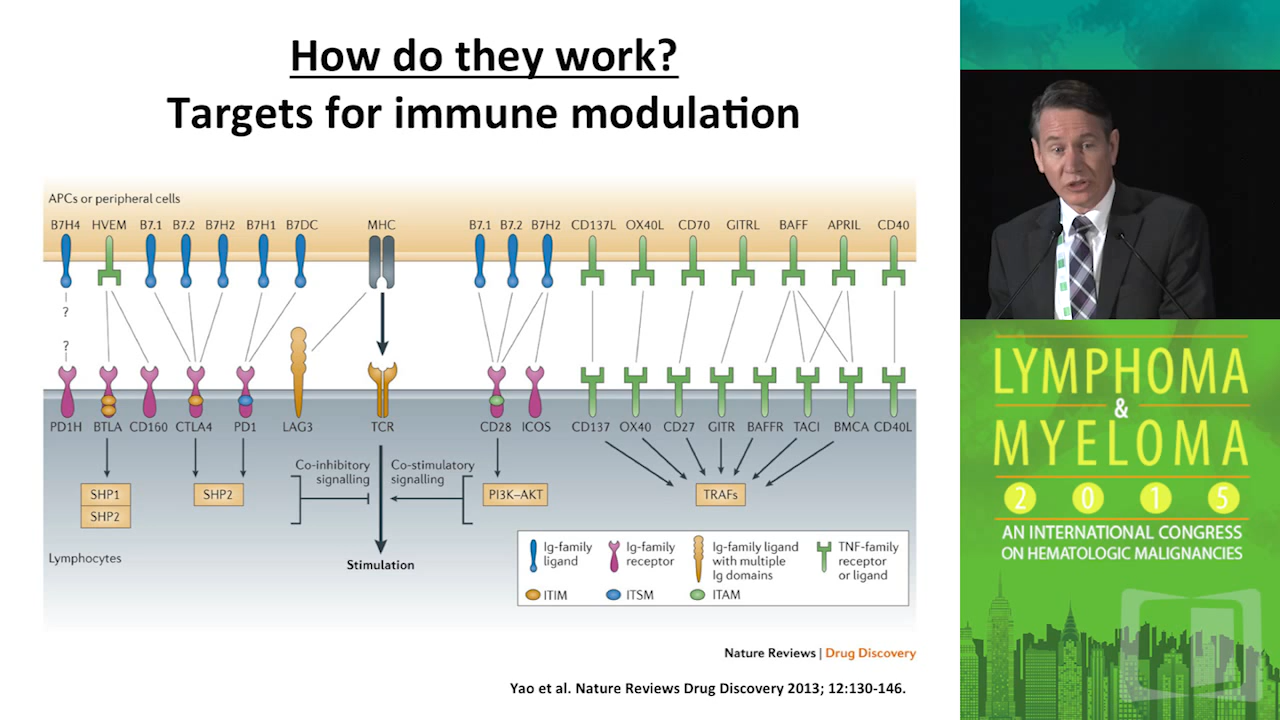 How do they work?
Targets for immune modulation
APCs or peripheral cells
B7H4 HVEM B7.1 B7.2 B7H2 B7H1 B7DC MHC B7.1 B7.2 B7H2 CD137L OX40L CD70 GITRL BAFF APRIL CD40
?
?
PD1H BTLA CD160 CTLA4 PD1 LAG3 TCR CD28 ICOS CD137 OX40 CD27 GITR BAFFR TACI BMCA CD40L
Co-inhibitory
signalling
Co-stimulatory
signalling
SHP1
SHP2
SHP2
PI3K–AKT
TRAFs
Lymphocytes
Stimulation
Ig-family
ligand
Ig-family
receptor
Ig-family ligand
with multiple
Ig domains
TNF-family
receptor
or ligand
ITIM ITSM ITAM
Nature Reviews | Drug Discovery
Yao et al. Nature Reviews Drug Discovery 2013; 12:130-146.
LYMPHOMA
&
MYELOMA
2015
AN INTERNATIONAL CONGRESS
ON HEMATOLOGIC MALIGNANCIES